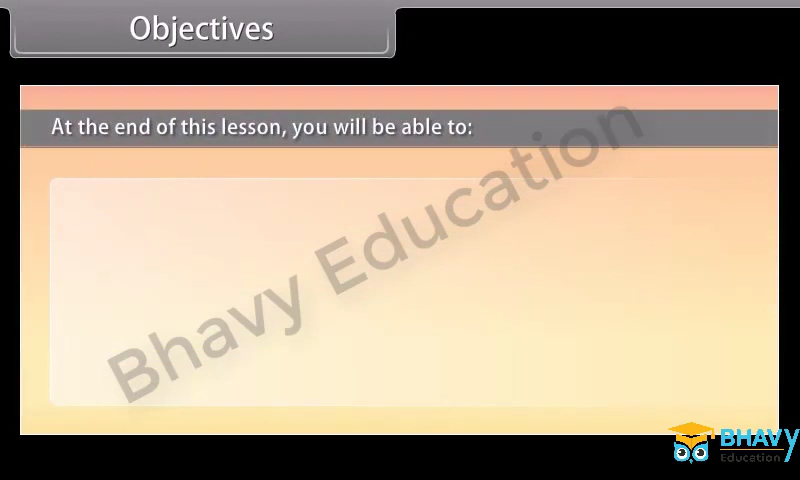 Objectives
At the end of this lesson, you will be able to:
Bhavy Education
BHAVY
Education